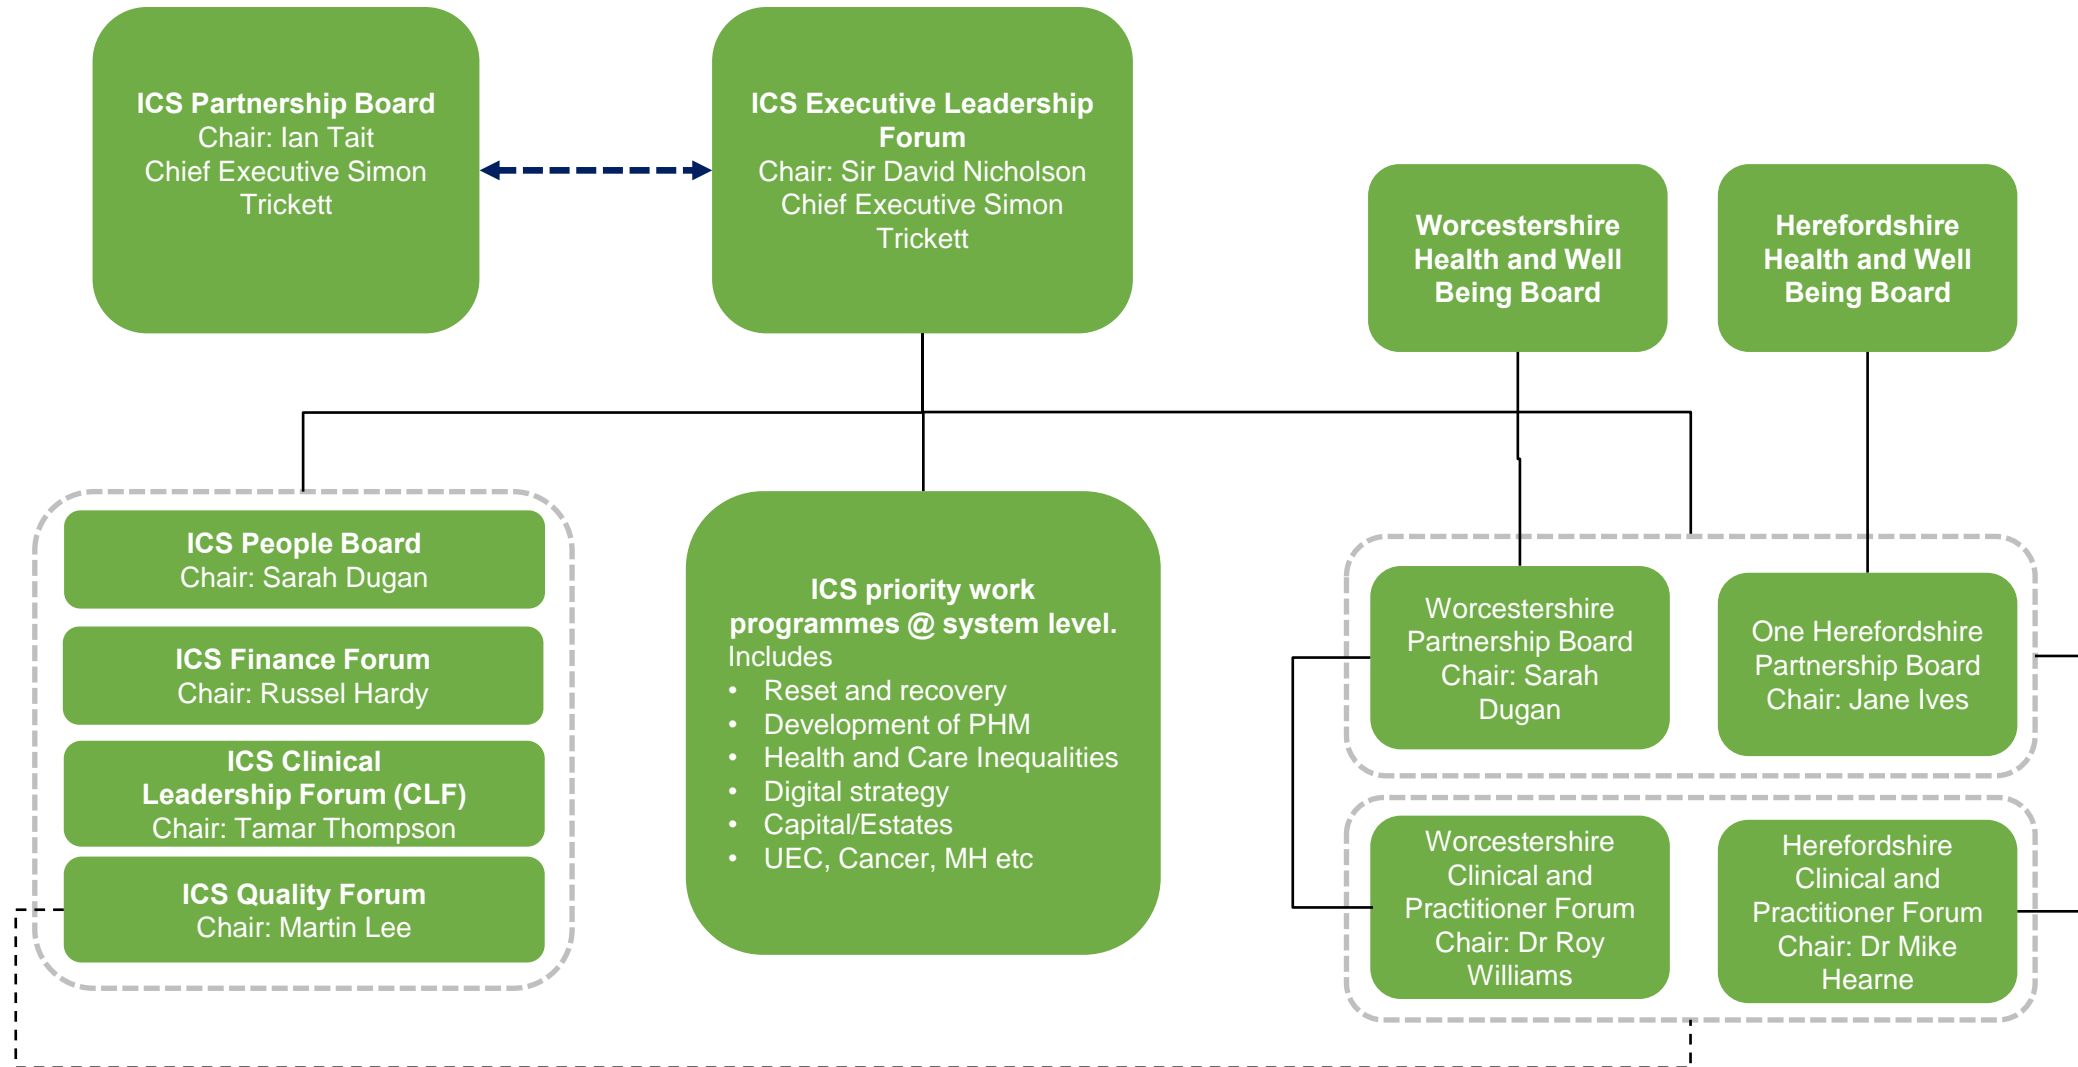 ICS Partnership Board
Chair: Ian Tait
Chief Executive Simon
Trickett
ICS Executive Leadership
Forum
Chair: Sir David Nicholson
Chief Executive Simon
Trickett
Worcestershire
Health and Well
Being Board
Herefordshire
Health and Well
Being Board
ICS People Board
Chair: Sarah Dugan
ICS Finance Forum
Chair: Russel Hardy
ICS Clinical
Leadership Forum (CLF)
Chair: Tamar Thompson
ICS Quality Forum
Chair: Martin Lee
ICS priority work
programmes @ system level.
Includes
• Reset and recovery
• Development of PHM
• Health and Care Inequalities
• Digital strategy
• Capital/Estates
• UEC, Cancer, MH etc
Worcestershire
Partnership Board
Chair: Sarah
Dugan
One Herefordshire
Partnership Board
Chair: Jane Ives
Worcestershire
Clinical and
Practitioner Forum
Chair: Dr Roy
Williams
Herefordshire
Clinical and
Practitioner Forum
Chair: Dr Mike
Hearne